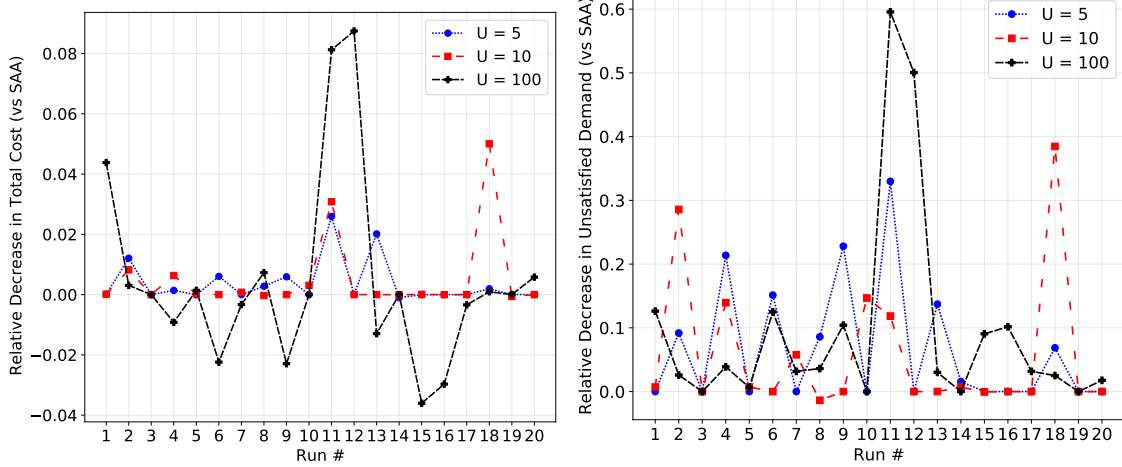 Relative Decrease in Total Cost (vs SAA)
0.08
0.06
0.04
0.02
0.00
−0.02
−0.04
U = 5
U = 10
U = 100
1 2 3 4 5 6 7 8 9 10 11 12 13 14 15 16 17 18 19 20
Run #
Relative Decrease in Unsatisfied Demand (vs SAA)
0.6
0.5
0.4
0.3
0.2
0.1
0.0
U = 5
U = 10
U = 100
1 2 3 4 5 6 7 8 9 10 11 12 13 14 15 16 17 18 19 20
Run #